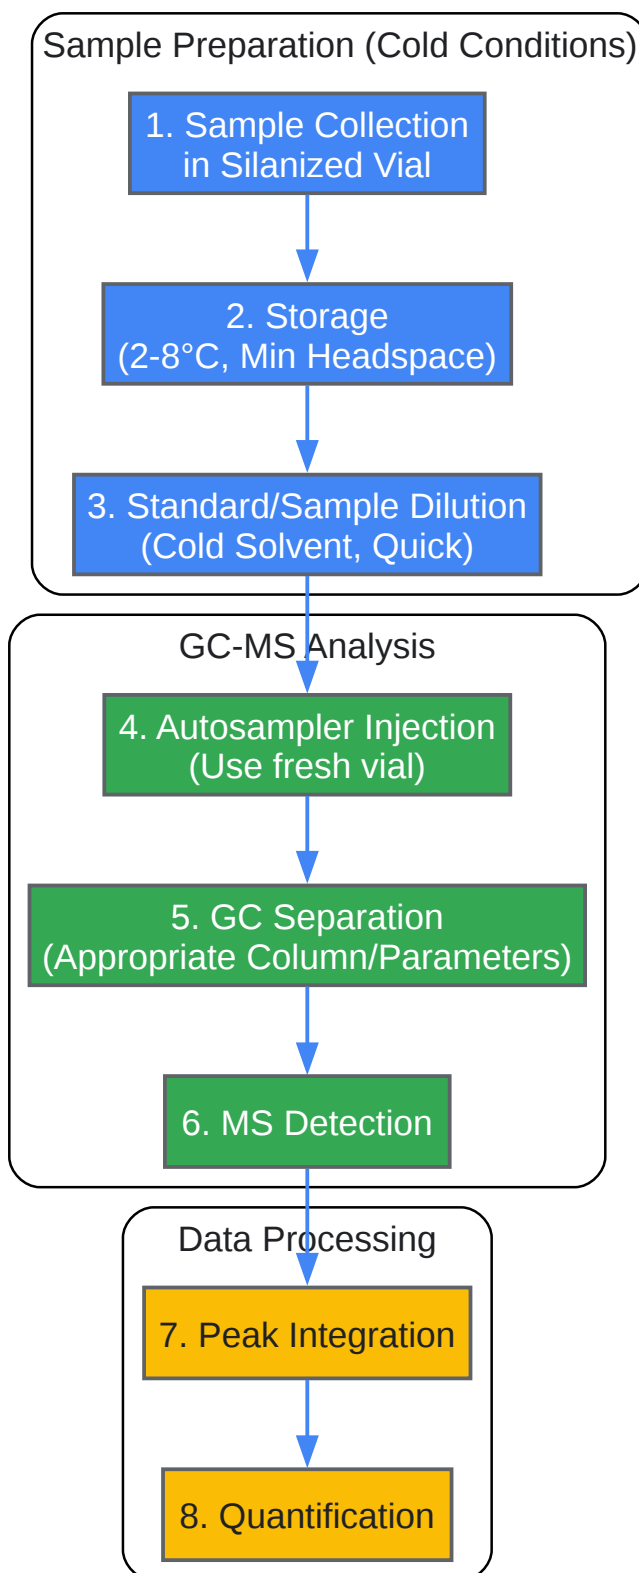 Sample Preparation (Cold Conditions)
1. Sample Collection
in Silanized Vial
2. Storage
(2-8°C, Min Headspace)
3. Standard/Sample Dilution
(Cold Solvent, Quick)
GC-MS Analysis
4. Autosampler Injection
(Use fresh vial)
5. GC Separation
(Appropriate Column/Parameters)
6. MS Detection
Data Processing
7. Peak Integration
8. Quantification